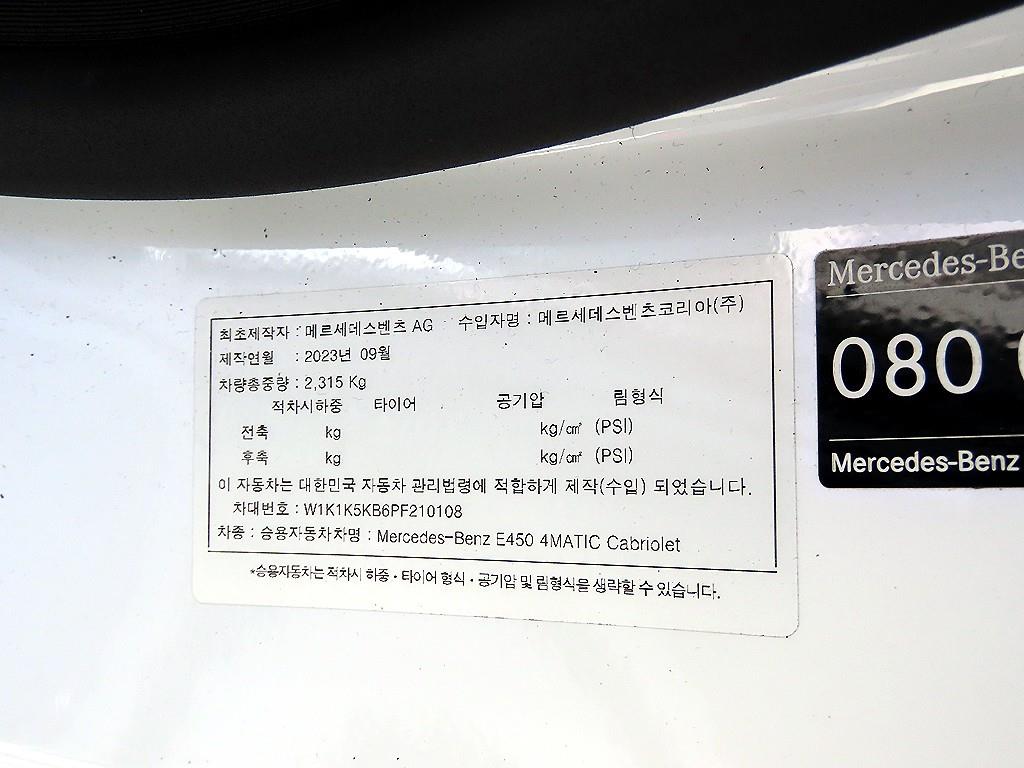 최초제작자 : 메르세데스벤츠 AG 수입자명 : 메르세데스벤츠코리아(주)
제작연월 : 2023년 09월
차량총중량 : 2,315 Kg
적차시하중 타이어 공기압 림형식
전축 kg kg/㎠ (PSI)
후축 kg kg/㎠ (PSI)
이 자동차는 대한민국 자동차 관리법령에 적합하게 제작(수입) 되었습니다.
차대번호 : W1K1K5KB6PF210108
차종 : 승용자동차차명 : Mercedes-Benz E450 4MATIC Cabriolet
*승용자동차는 적차시 하중 · 타이어 형식 · 공기압 및 림형식을 생략할 수 있습니다.
Mercedes-Be
080
Mercedes-Benz